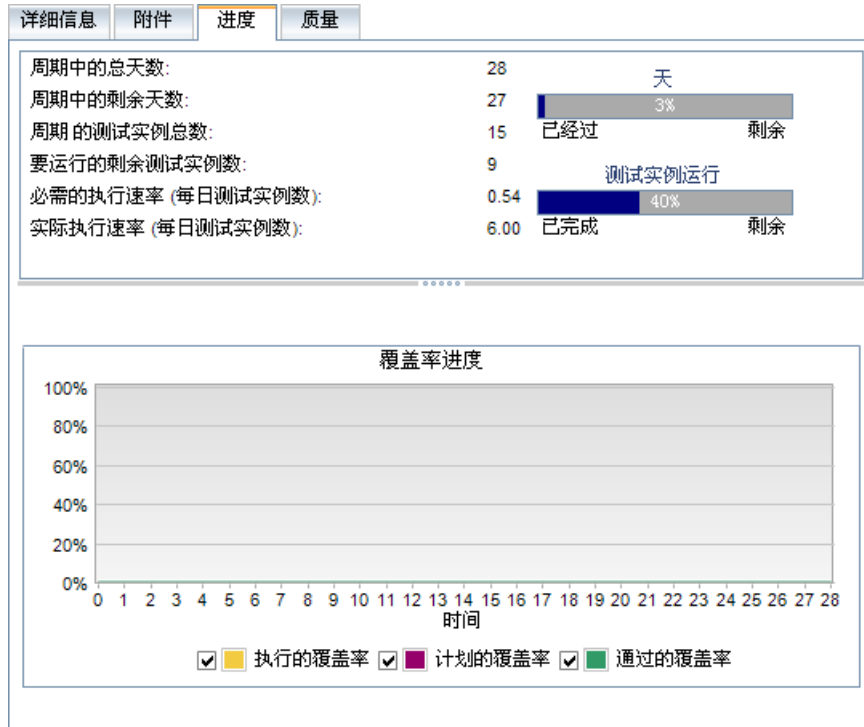 详细信息 附件 进度 质量
周期中的总天数: 28
天
周期中的剩余天数: 27
3%
周期的测试实例总数: 15
已经过 剩余
要运行的剩余测试实例数: 9
测试实例运行
必需的执行速率 (每日测试实例数): 0.54
40%
实际执行速率 (每日测试实例数): 6.00
已完成 剩余
覆盖率进度
100%
80%
60%
40%
20%
0%
0 1 2 3 4 5 6 7 8 9 10 11 12 13 14 15 16 17 18 19 20 21 22 23 24 25 26 27 28
时间
执行的覆盖率 计划的覆盖率 通过的覆盖率